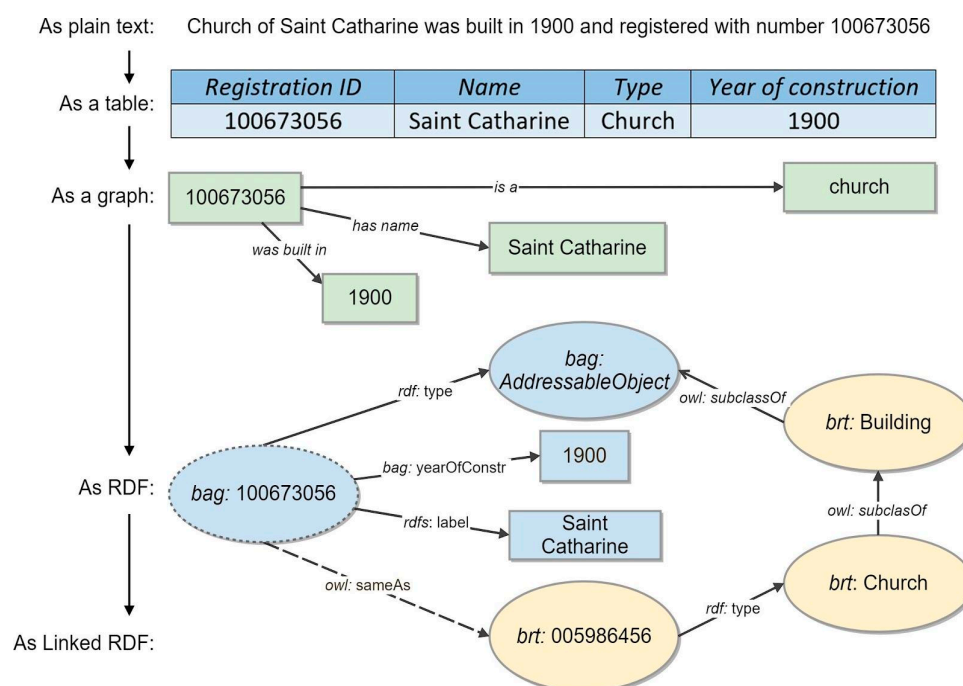 As plain text: Church of Saint Catharine was built in 1900 and registered with number 100673056
As a table:
Registration ID Name Type Year of construction
100673056 Saint Catharine Church 1900
As a graph:
100673056
is a
church
has name
Saint Catharine
was built in
1900
bag:
AddressableObject
rdf: type
owl: subclassOf
brt: Building
As RDF:
bag: 100673056
bag: yearOfConstr
1900
rdfs: label
Saint
Catharine
owl: subclasOf
owl: sameAs
brt: Church
rdf: type
As Linked RDF:
brt: 005986456